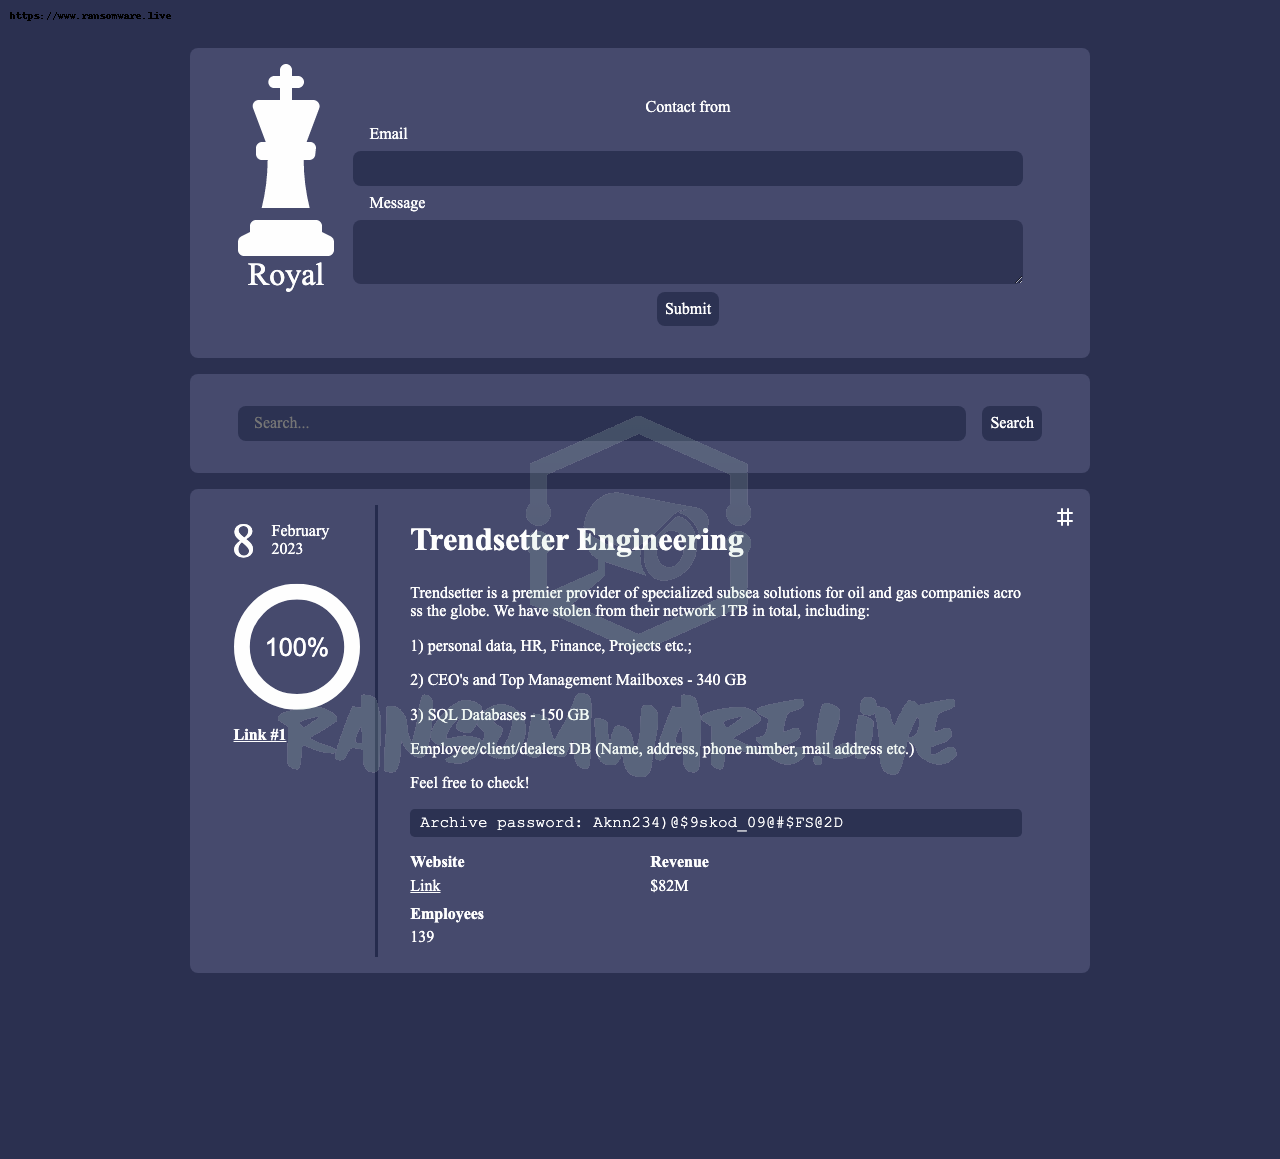 https://www.ransomware.live
Contact from
Email
Message
Royal
Submit
Search...
Search
8
February
2023
#
Trendsetter Engineering
Trendsetter is a premier provider of specialized subsea solutions for oil and gas companies acro
ss the globe. We have stolen from their network 1TB in total, including:
100%
1) personal data, HR, Finance, Projects etc.;
2) CEO's and Top Management Mailboxes - 340 GB
3) SQL Databases - 150 GB
RANSOMWARE.LIVE
Link #1
Employee/client/dealers DB (Name, address, phone number, mail address etc.)
Feel free to check!
Archive password: Aknn234)@$9skod_09@#$FS@2D
Website
Revenue
Link
$82M
Employees
139